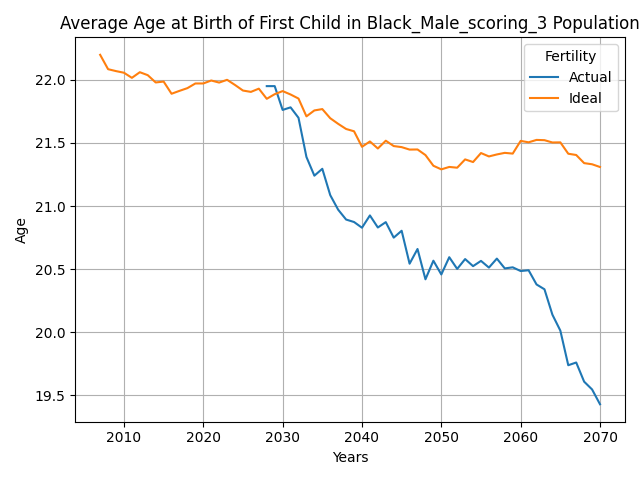 Average Age at Birth of First Child in Black_Male_scoring_3 Population
Fertility
Actual
Ideal
Age
22.0
21.5
21.0
20.5
20.0
19.5
2010 2020 2030 2040 2050 2060 2070
Years